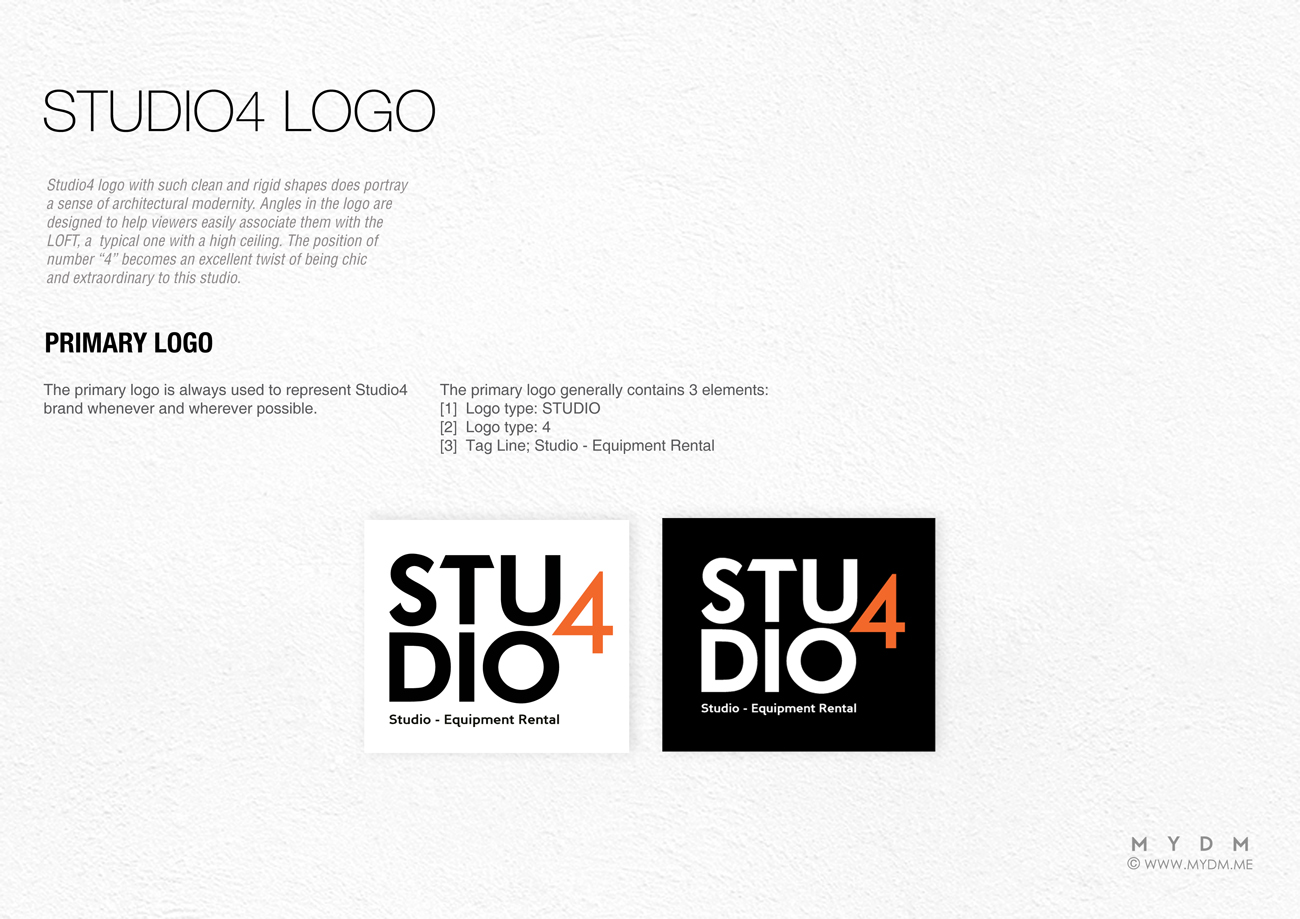 STUDIO4 LOGO
Studio4 logo with such clean and rigid shapes does portray
a sense of architectural modernity. Angles in the logo are
designed to help viewers easily associate them with the
LOFT, a  typical one with a high ceiling. The position of
number “4” becomes an excellent twist of being chic
and extraordinary to this studio.
PRIMARY LOGO
The primary logo is always used to represent Studio4
brand whenever and wherever possible.
The primary logo generally contains 3 elements:
[1]  Logo type: STUDIO
[2]  Logo type: 4
[3]  Tag Line; Studio - Equipment Rental
STU
4
DIO
Studio - Equipment Rental
STU
4
DIO
Studio - Equipment Rental
M Y D M
© WWW.MYDM.ME